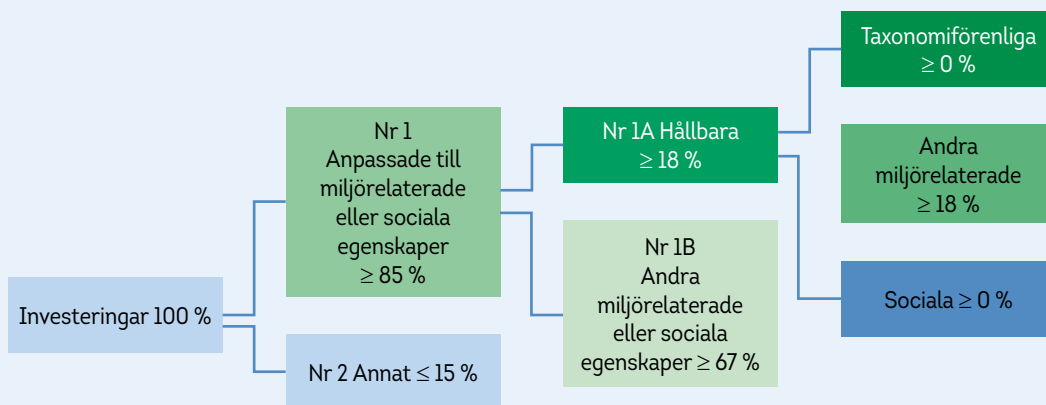 Investeringar 100 %
Nr 1
Anpassade till
miljörelaterade
eller sociala
egenskaper
≥ 85 %
Nr 2 Annat ≤ 15 %
Nr 1A Hållbara
≥ 18 %
Nr 1B
Andra
miljörelaterade
eller sociala
egenskaper ≥ 67 %
Taxonomiförenliga
≥ 0 %
Andra
miljörelaterade
≥ 18 %
Sociala ≥ 0 %